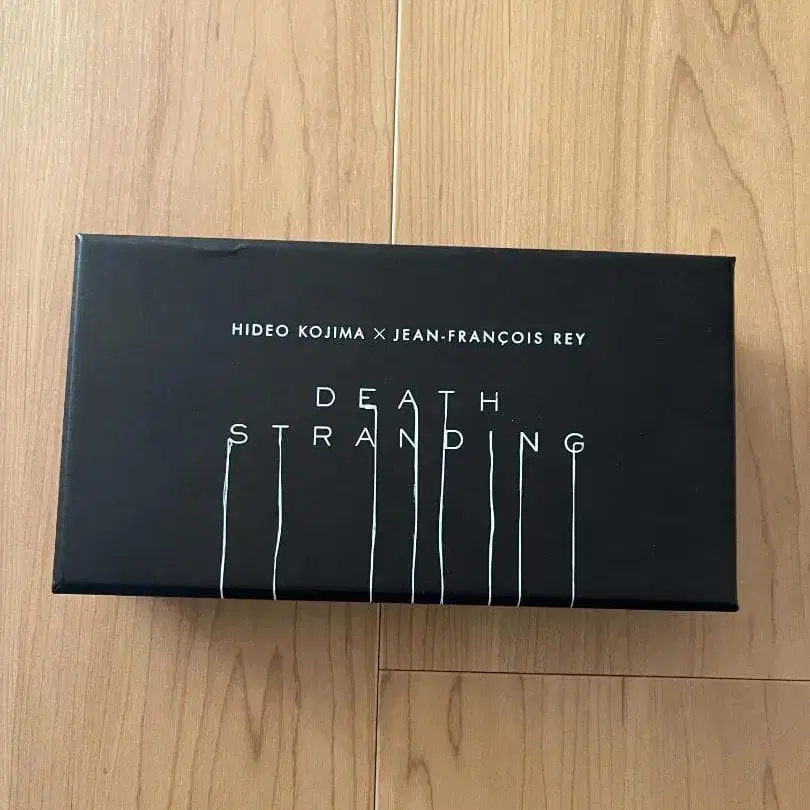 HIDEO KOJIMA × JEAN-FRANÇOIS REY
DEATH
STRANDING